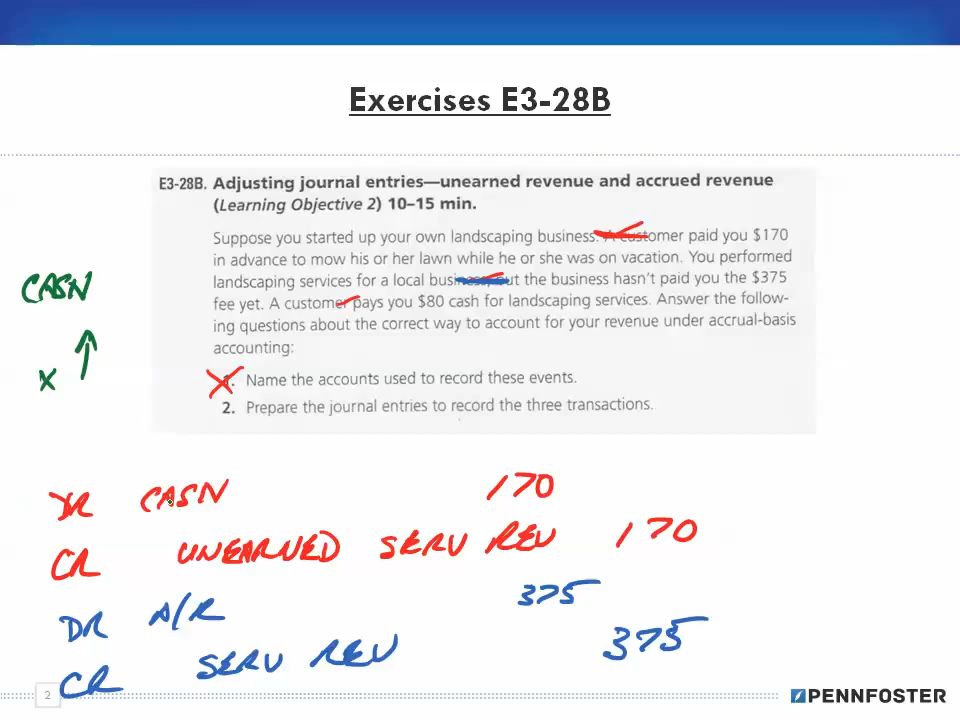 Exercises E3-28B
E3-28B. Adjusting journal entries—unearned revenue and accrued revenue
(Learning Objective 2) 10–15 min.
Suppose you started up your own landscaping business. A customer paid you $170
in advance to mow his or her lawn while he or she was on vacation. You performed
landscaping services for a local business, but the business hasn't paid you the $375
fee yet. A customer pays you $80 cash for landscaping services. Answer the follow-
ing questions about the correct way to account for your revenue under accrual-basis
accounting:
1. Name the accounts used to record these events.
2. Prepare the journal entries to record the three transactions.
CASH
X
DR CASH 170
CR UNEARNED SERV REV 170
DR A/R 375
CR SERV REV 375
2
PENNFOSTER